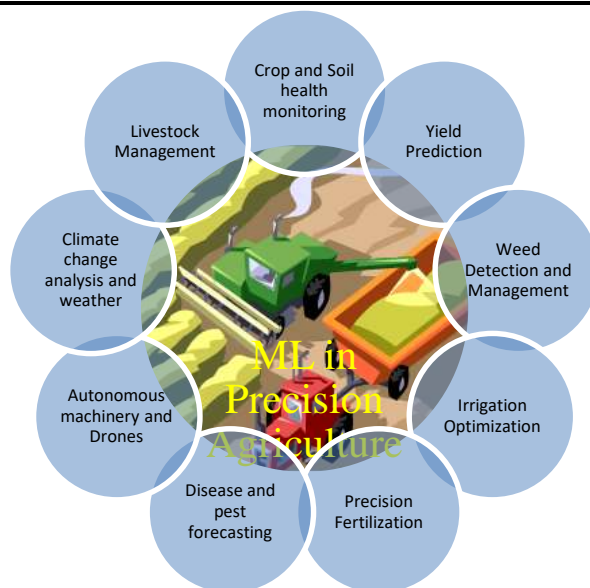 Crop and Soil
health
monitoring
Yield
Prediction
Weed
Detection and
Management
Irrigation
Optimization
Precision
Fertilization
Disease and
pest
forecasting
Autonomous
machinery and
Drones
Climate
change
analysis and
weather
Livestock
Management
ML in
Precision
Agriculture